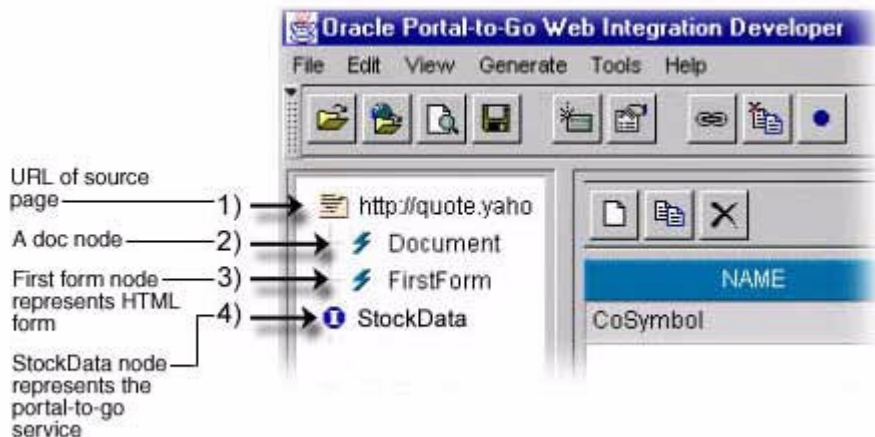 Oracle Portal-to-Go Web Integration Developer
File Edit View Generate Tools Help
URL of source
page
1)
http://quote.yaho
A doc node
2)
Document
First form node
represents HTML
form
3)
FirstForm
4)
StockData
StockData node
represents the
portal-to-go
service
NAME
CoSymbol